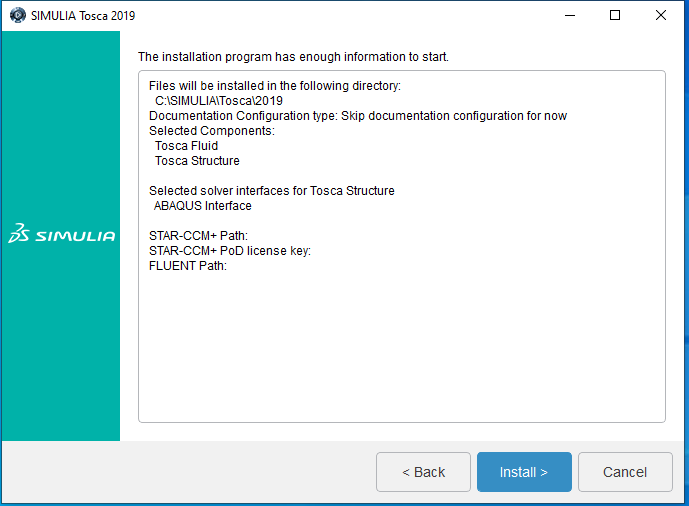 SIMULIA Tosca 2019
The installation program has enough information to start.
Files will be installed in the following directory:
C:\SIMULIA\Tosca\2019
Documentation Configuration type: Skip documentation configuration for now
Selected Components:
Tosca Fluid
Tosca Structure
Selected solver interfaces for Tosca Structure
ABAQUS Interface
STAR-CCM+ Path:
STAR-CCM+ PoD license key:
FLUENT Path:
SIMULIA
< Back
Install >
Cancel